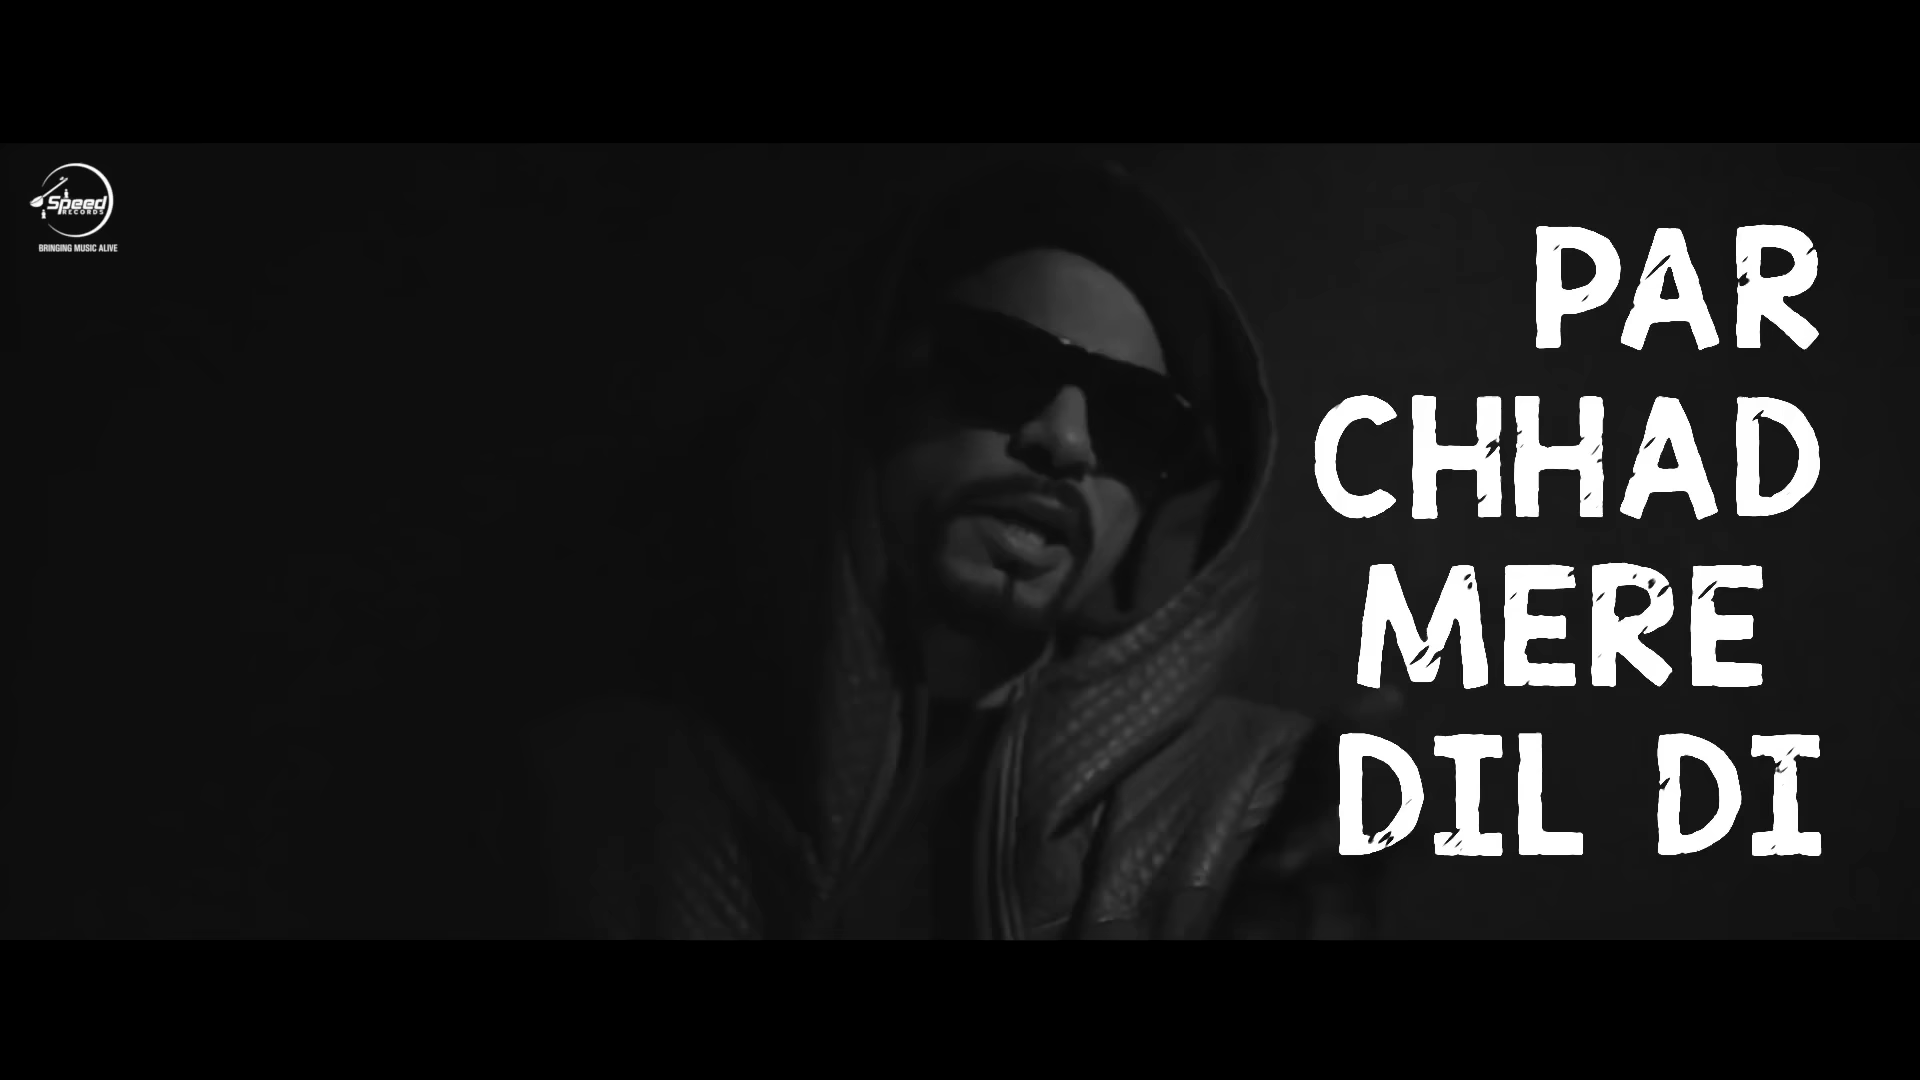 Speed
RECORDS
BRINGING MUSIC ALIVE
PAR
CHHAD
MERE
DIL DI